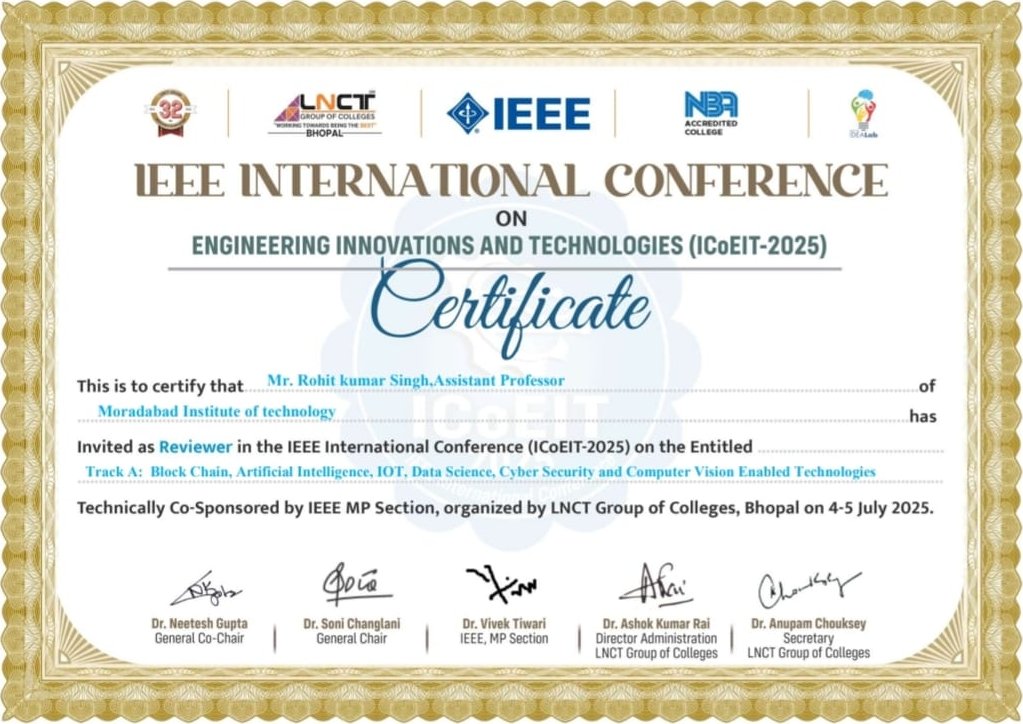 32
LNCT
GROUP OF COLLEGES
"WORKING TOWARDS BEING THE BEST"
BHOPAL
IEEE
NBA
ACCREDITED
COLLEGE
IDEA Lab
IEEE INTERNATIONAL CONFERENCE
ON
ENGINEERING INNOVATIONS AND TECHNOLOGIES (ICoEIT-2025)
Certificate
This is to certify that Mr. Rohit kumar Singh,Assistant Professor of
Moradabad Institute of technology has
ICoEIT
Invited as Reviewer in the IEEE International Conference (ICoEIT-2025) on the Entitled
Track A: Block Chain, Artificial Intelligence, IOT, Data Science, Cyber Security and Computer Vision Enabled Technologies
Technically Co-Sponsored by IEEE MP Section, organized by LNCT Group of Colleges, Bhopal on 4-5 July 2025.
Dr. Neetesh Gupta
General Co-Chair
Dr. Soni Changlani
General Chair
Dr. Vivek Tiwari
IEEE, MP Section
Dr. Ashok Kumar Rai
Director Administration
LNCT Group of Colleges
Dr. Anupam Chouksey
Secretary
LNCT Group of Colleges